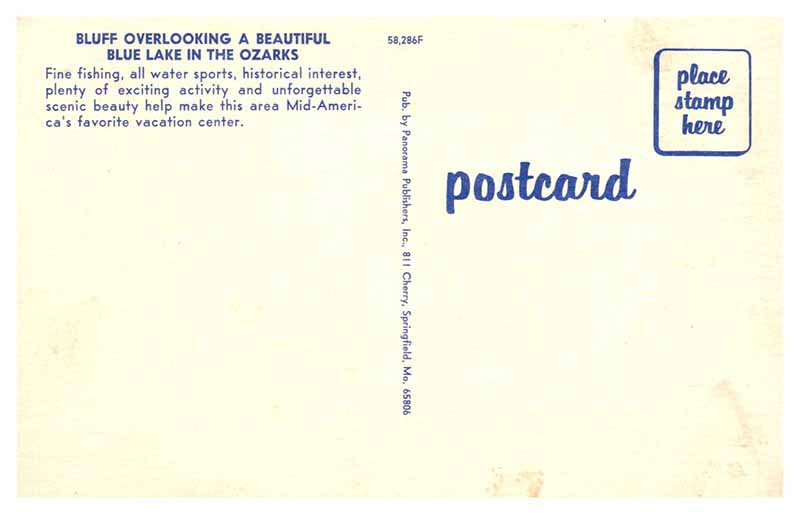 BLUFF OVERLOOKING A BEAUTIFUL
BLUE LAKE IN THE OZARKS
Fine fishing, all water sports, historical interest,
plenty of exciting activity and unforgettable
scenic beauty help make this area Mid-Ameri-
ca's favorite vacation center.
58,286F
Pub. by Panorama Publishers, Inc., 811 Cherry, Springfield, Mo. 65806
place
stamp
here
postcard